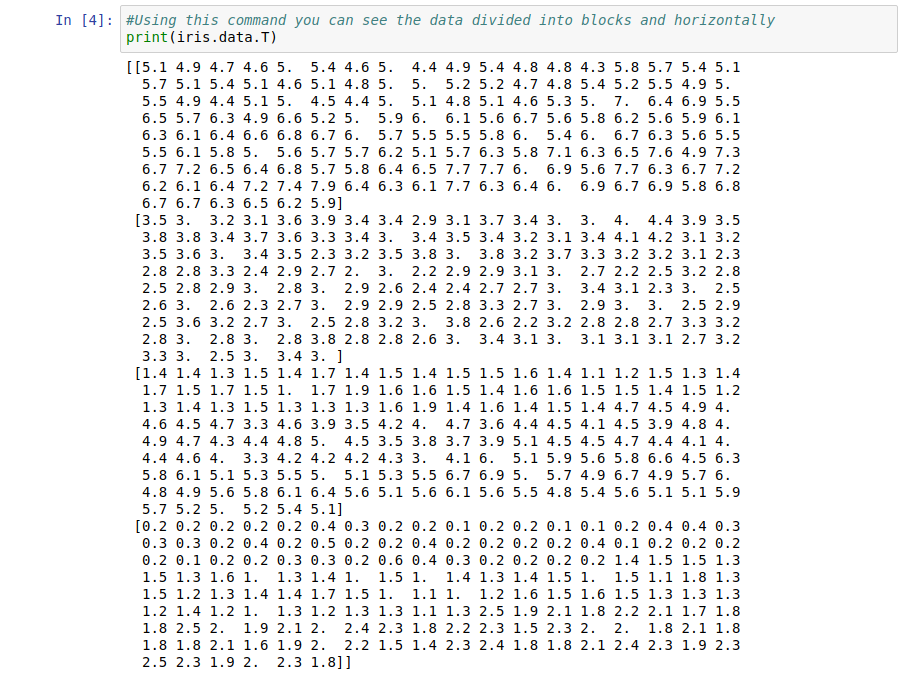 In [4]: #Using this command you can see the data divided into blocks and horizontally
print(iris.data.T)
[[5.1 4.9 4.7 4.6 5.  5.4 4.6 5.  4.4 4.9 5.4 4.8 4.8 4.3 5.8 5.7 5.4 5.1
5.7 5.1 5.4 5.1 4.6 5.1 4.8 5.  5.  5.2 5.2 4.7 4.8 5.4 5.2 5.5 4.9 5.
5.5 4.9 4.4 5.1 5.  4.5 4.4 5.  5.1 4.8 5.1 4.6 5.3 5.  7.  6.4 6.9 5.5
6.5 5.7 6.3 4.9 6.6 5.2 5.  5.9 6.  6.1 5.6 6.7 5.6 5.8 6.2 5.6 5.9 6.1
6.3 6.1 6.4 6.6 6.8 6.7 6.  5.7 5.5 5.5 5.8 6.  5.4 6.  6.7 6.3 5.6 5.5
5.5 6.1 5.8 5.  5.6 5.7 5.7 6.2 5.1 5.7 6.3 5.8 7.1 6.3 6.5 7.6 4.9 7.3
6.7 7.2 6.5 6.4 6.8 5.7 5.8 6.4 6.5 7.7 7.7 6.  6.9 5.6 7.7 6.3 6.7 7.2
6.2 6.1 6.4 7.2 7.4 7.9 6.4 6.3 6.1 7.7 6.3 6.4 6.  6.9 6.7 6.9 5.8 6.8
6.7 6.7 6.3 6.5 6.2 5.9]
[3.5 3.  3.2 3.1 3.6 3.9 3.4 3.4 2.9 3.1 3.7 3.4 3.  3.  4.  4.4 3.9 3.5
3.8 3.8 3.4 3.7 3.6 3.3 3.4 3.  3.4 3.5 3.4 3.2 3.1 3.4 4.1 4.2 3.1 3.2
3.5 3.6 3.  3.4 3.5 2.3 3.2 3.5 3.8 3.  3.8 3.2 3.7 3.3 3.2 3.2 3.1 2.3
2.8 2.8 3.3 2.4 2.9 2.7 2.  3.  2.2 2.9 2.9 3.1 3.  2.7 2.2 2.5 3.2 2.8
2.5 2.8 2.9 3.  2.8 3.  2.9 2.6 2.4 2.4 2.7 2.7 3.  3.4 3.1 2.3 3.  2.5
2.6 3.  2.6 2.3 2.7 3.  2.9 2.9 2.5 2.8 3.3 2.7 3.  2.9 3.  3.  2.5 2.9
2.5 3.6 3.2 2.7 3.  2.5 2.8 3.2 3.  3.8 2.6 2.2 3.2 2.8 2.8 2.7 3.3 3.2
2.8 3.  2.8 3.  2.8 3.8 2.8 2.8 2.6 3.  3.4 3.1 3.  3.1 3.1 3.1 2.7 3.2
3.3 3.  2.5 3.  3.4 3. ]
[1.4 1.4 1.3 1.5 1.4 1.7 1.4 1.5 1.4 1.5 1.5 1.6 1.4 1.1 1.2 1.5 1.3 1.4
1.7 1.5 1.7 1.5 1.  1.7 1.9 1.6 1.6 1.5 1.4 1.6 1.6 1.5 1.5 1.4 1.5 1.2
1.3 1.4 1.3 1.5 1.3 1.3 1.3 1.6 1.9 1.4 1.6 1.4 1.5 1.4 4.7 4.5 4.9 4.
4.6 4.5 4.7 3.3 4.6 3.9 3.5 4.2 4.  4.7 3.6 4.4 4.5 4.1 4.5 3.9 4.8 4.
4.9 4.7 4.3 4.4 4.8 5.  4.5 3.5 3.8 3.7 3.9 5.1 4.5 4.5 4.7 4.4 4.1 4.
4.4 4.6 4.  3.3 4.2 4.2 4.2 4.3 3.  4.1 6.  5.1 5.9 5.6 5.8 6.6 4.5 6.3
5.8 6.1 5.1 5.3 5.5 5.  5.1 5.3 5.5 6.7 6.9 5.  5.7 4.9 6.7 4.9 5.7 6.
4.8 4.9 5.6 5.8 6.1 6.4 5.6 5.1 5.6 6.1 5.6 5.5 4.8 5.4 5.6 5.1 5.1 5.9
5.7 5.2 5.  5.2 5.4 5.1]
[0.2 0.2 0.2 0.2 0.2 0.4 0.3 0.2 0.2 0.1 0.2 0.2 0.1 0.1 0.2 0.4 0.4 0.3
0.3 0.3 0.2 0.4 0.2 0.5 0.2 0.2 0.4 0.2 0.2 0.2 0.2 0.4 0.1 0.2 0.2 0.2
0.2 0.1 0.2 0.2 0.3 0.3 0.2 0.6 0.4 0.3 0.2 0.2 0.2 0.2 1.4 1.5 1.5 1.3
1.5 1.3 1.6 1.  1.3 1.4 1.  1.5 1.  1.4 1.3 1.4 1.5 1.  1.5 1.1 1.8 1.3
1.5 1.2 1.3 1.4 1.4 1.7 1.5 1.  1.1 1.  1.2 1.6 1.5 1.6 1.5 1.3 1.3 1.3
1.2 1.4 1.2 1.  1.3 1.2 1.3 1.3 1.1 1.3 2.5 1.9 2.1 1.8 2.2 2.1 1.7 1.8
1.8 2.5 2.  1.9 2.1 2.  2.4 2.3 1.8 2.2 2.3 1.5 2.3 2.  2.  1.8 2.1 1.8
1.8 1.8 2.1 1.6 1.9 2.  2.2 1.5 1.4 2.3 2.4 1.8 1.8 2.1 2.4 2.3 1.9 2.3
2.5 2.3 1.9 2.  2.3 1.8]]